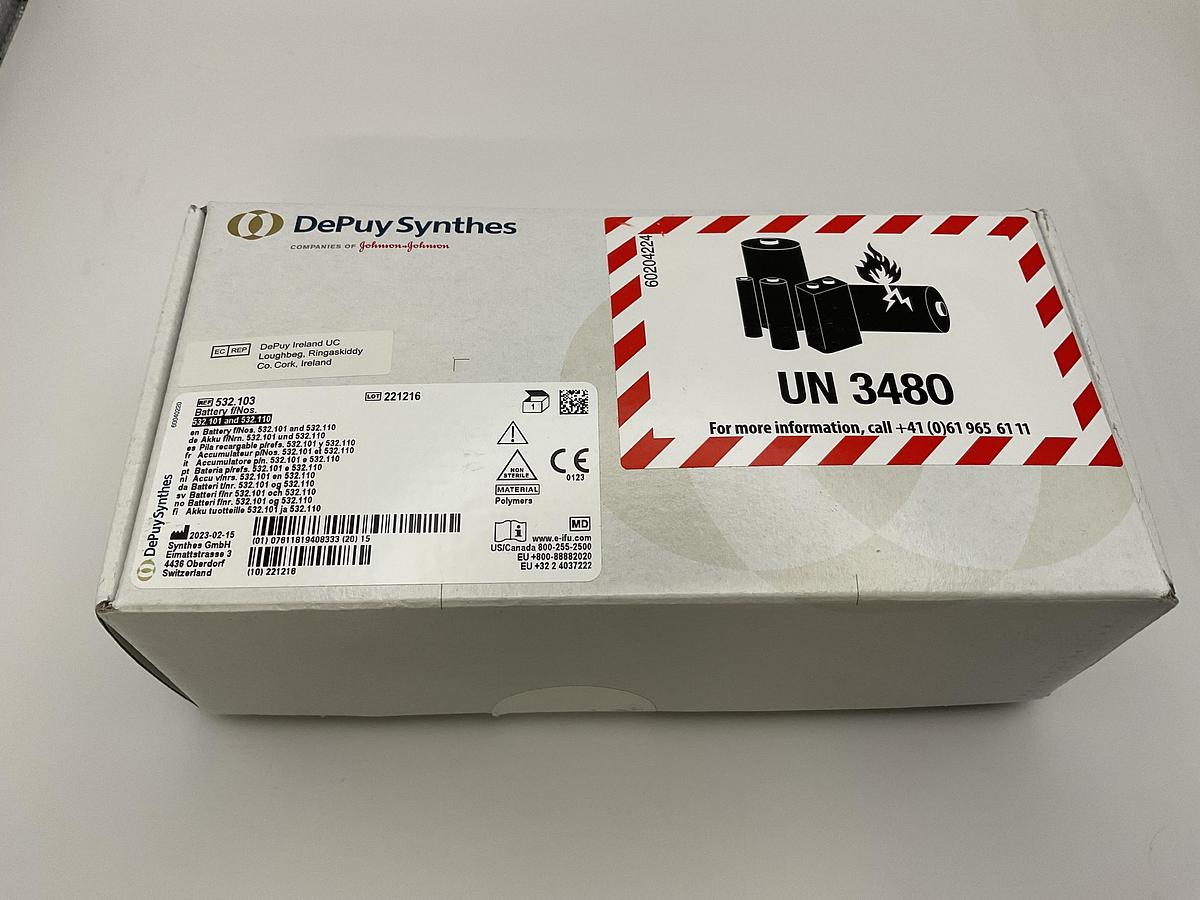 DePuy Synthes
COMPANIES OF Johnson+Johnson
EC REP
DePuy Ireland UC
Loughbeg, Ringaskiddy
Co. Cork, Ireland
60040220
REF 532.103
LOT 221216
Battery f/Nos.
532.101 and 532.110
en Battery f/Nos. 532.101 and 532.110
de Akku f/Nrn. 532.101 und 532.110
es Pila recargable p/refs. 532.101 y 532.110
fr Accumulateur p/Nos. 532.101 et 532.110
it Accumulatore p/n. 532.101 e 532.110
pt Bateria p/refs. 532.101 e 532.110
nl Accu v/nrs. 532.101 en 532.110
da Batteri t/nr. 532.101 og 532.110
sv Batteri f/nr 532.101 och 532.110
no Batteri f/nr. 532.101 og 532.110
fi Akku tuotteille 532.101 ja 532.110
1
NON
STERILE
CE
0123
MATERIAL
Polymers
DePuy Synthes
2023-02-15
Synthes GmbH
Eimattstrasse 3
4436 Oberdorf
Switzerland
(01) 07611819408333 (20) 15
(10) 221216
i
MD
www.e-ifu.com
US/Canada 800-255-2500
EU +800-88882020
EU +32 2 4037222
60204224
UN 3480
For more information, call +41 (0)61 965 61 11